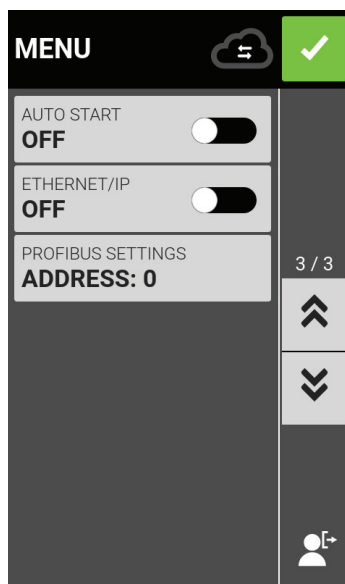 MENU
AUTO START
OFF
ETHERNET/IP
OFF
PROFIBUS SETTINGS
ADDRESS: 0
3 / 3